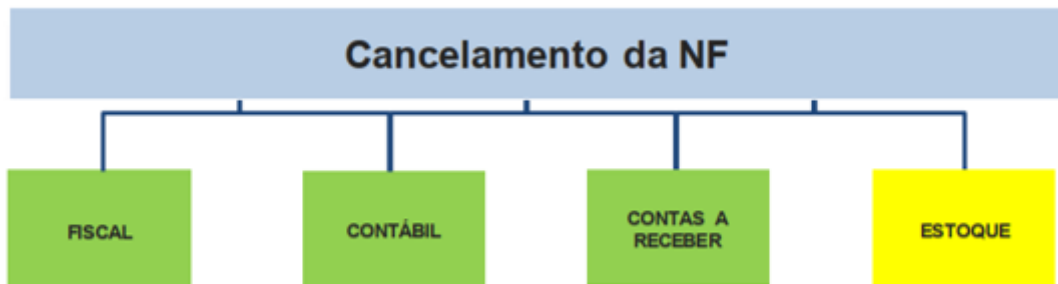 Cancelamento da NF
FISCAL
CONTÁBIL
CONTAS A
RECEBER
ESTOQUE